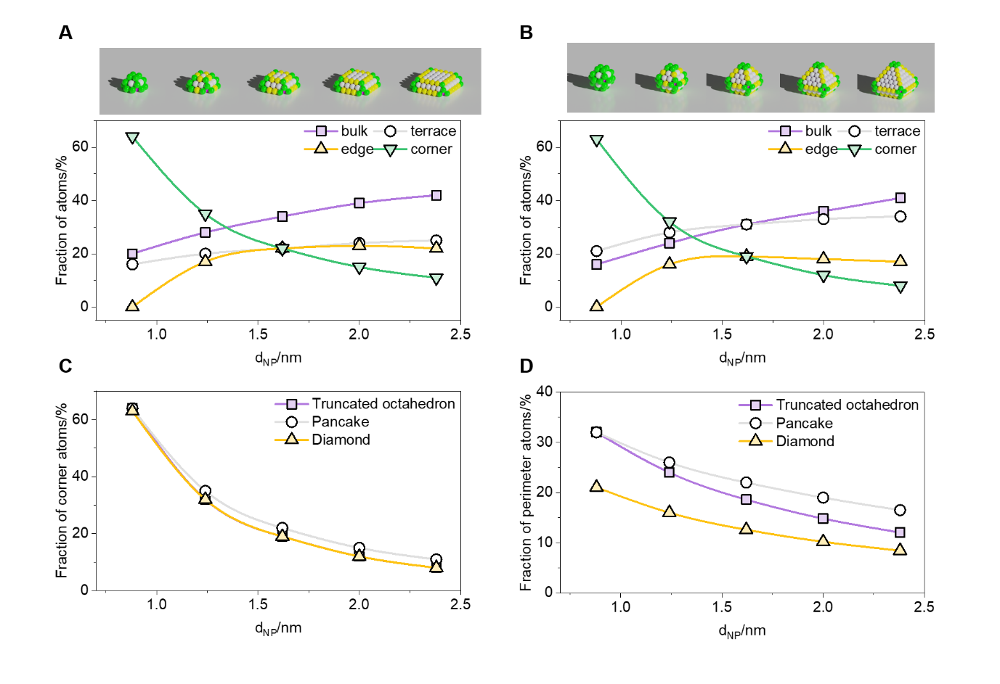 A
bulk terrace
edge corner
Fraction of atoms/%
60
40
20
0
1.0 1.5 2.0 2.5
dNP/nm
B
bulk terrace
edge corner
Fraction of atoms/%
60
40
20
0
1.0 1.5 2.0 2.5
dNP/nm
C
Truncated octahedron
Pancake
Diamond
Fraction of corner atoms/%
60
40
20
0
1.0 1.5 2.0 2.5
dNP/nm
D
Truncated octahedron
Pancake
Diamond
Fraction of perimeter atoms/%
40
30
20
10
0
1.0 1.5 2.0 2.5
dNP/nm